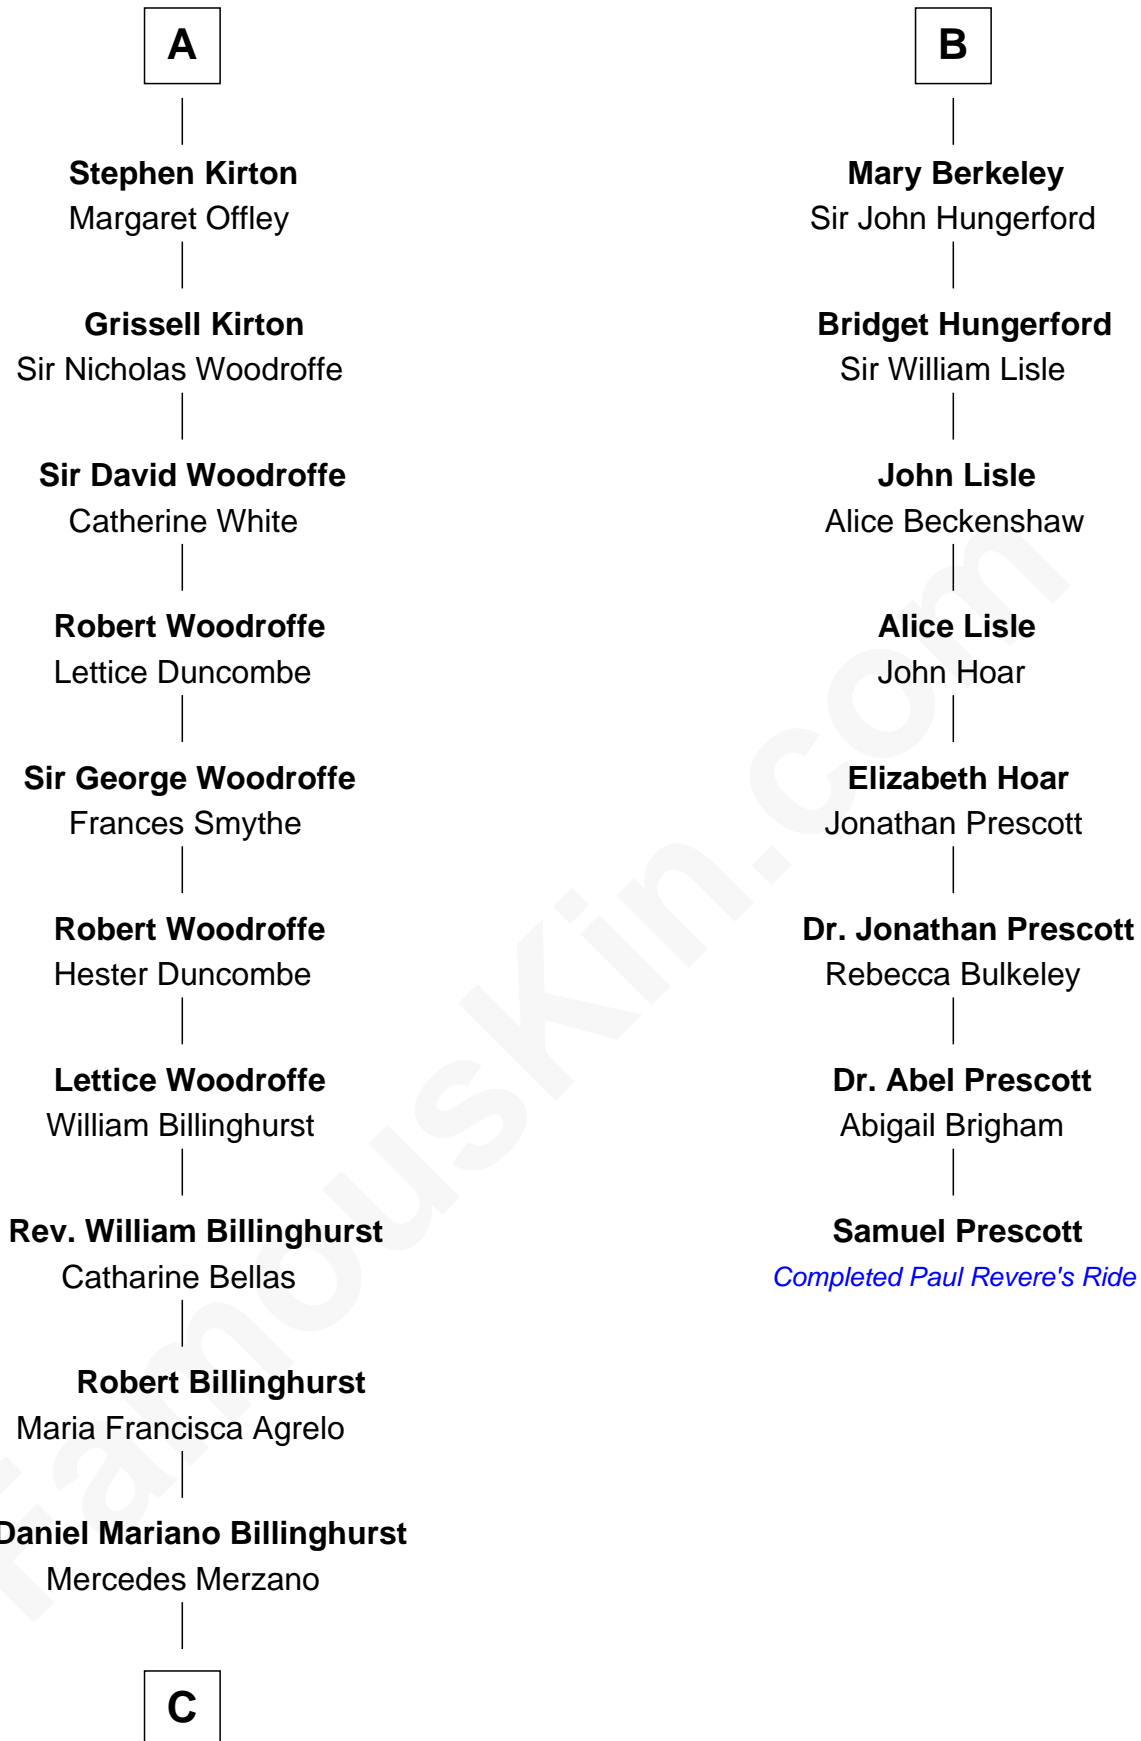 A
Stephen Kirton
Margaret Offley
Grissell Kirton
Sir Nicholas Woodroffe
Sir David Woodroffe
Catherine White
Robert Woodroffe
Lettice Duncombe
Sir George Woodroffe
Frances Smythe
Robert Woodroffe
Hester Duncombe
Lettice Woodroffe
William Billinghurst
Rev. William Billinghurst
Catharine Bellas
Robert Billinghurst
Maria Francisca Agrelo
Daniel Mariano Billinghurst
Mercedes Merzano
C
B
Mary Berkeley
Sir John Hungerford
Bridget Hungerford
Sir William Lisle
John Lisle
Alice Beckenshaw
Alice Lisle
John Hoar
Elizabeth Hoar
Jonathan Prescott
Dr. Jonathan Prescott
Rebecca Bulkeley
Dr. Abel Prescott
Abigail Brigham
Samuel Prescott
Completed Paul Revere's Ride
FamousKin.com